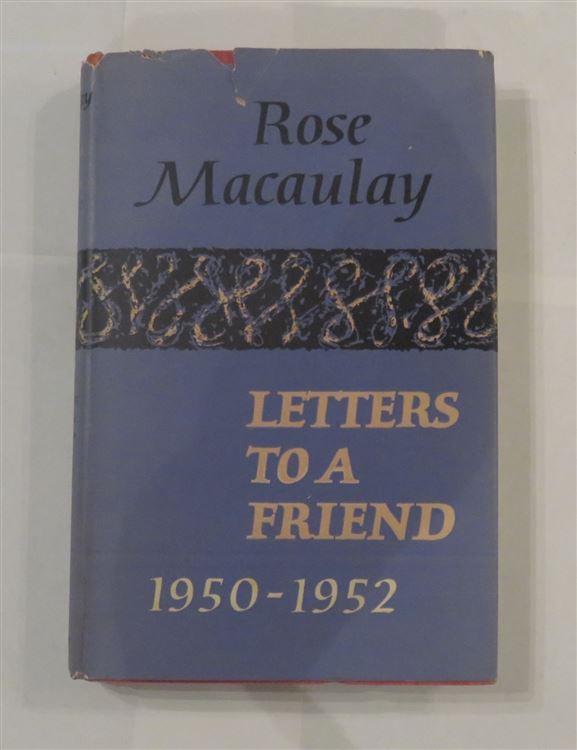 Rose
Macaulay
LETTERS
TO A
FRIEND
1950-1952